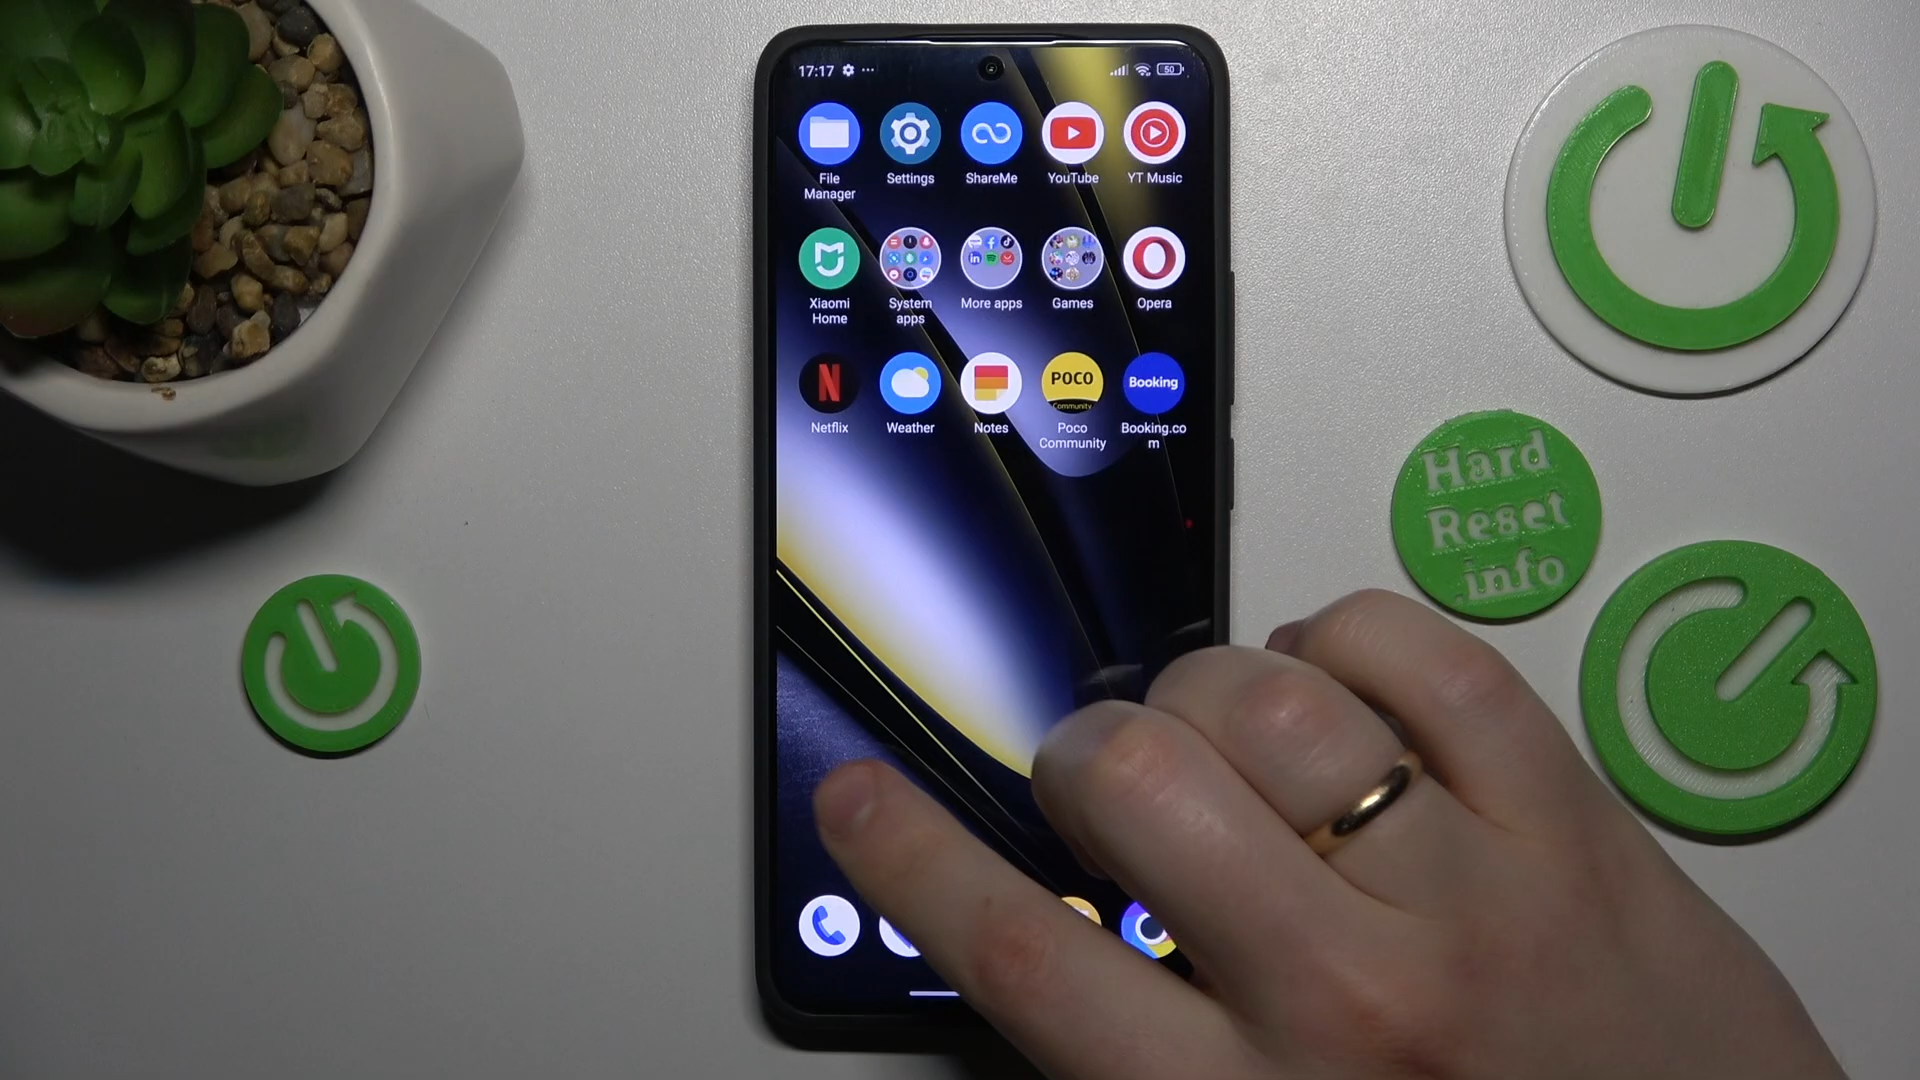 17:17
50
File
Manager
Settings
ShareMe
YouTube
YT Music
Xiaomi
Home
System
apps
More apps
Games
Opera
Netflix
Weather
Notes
POCO
Community
Poco
Community
Booking
Booking.co
m
Hard
Reset
.info